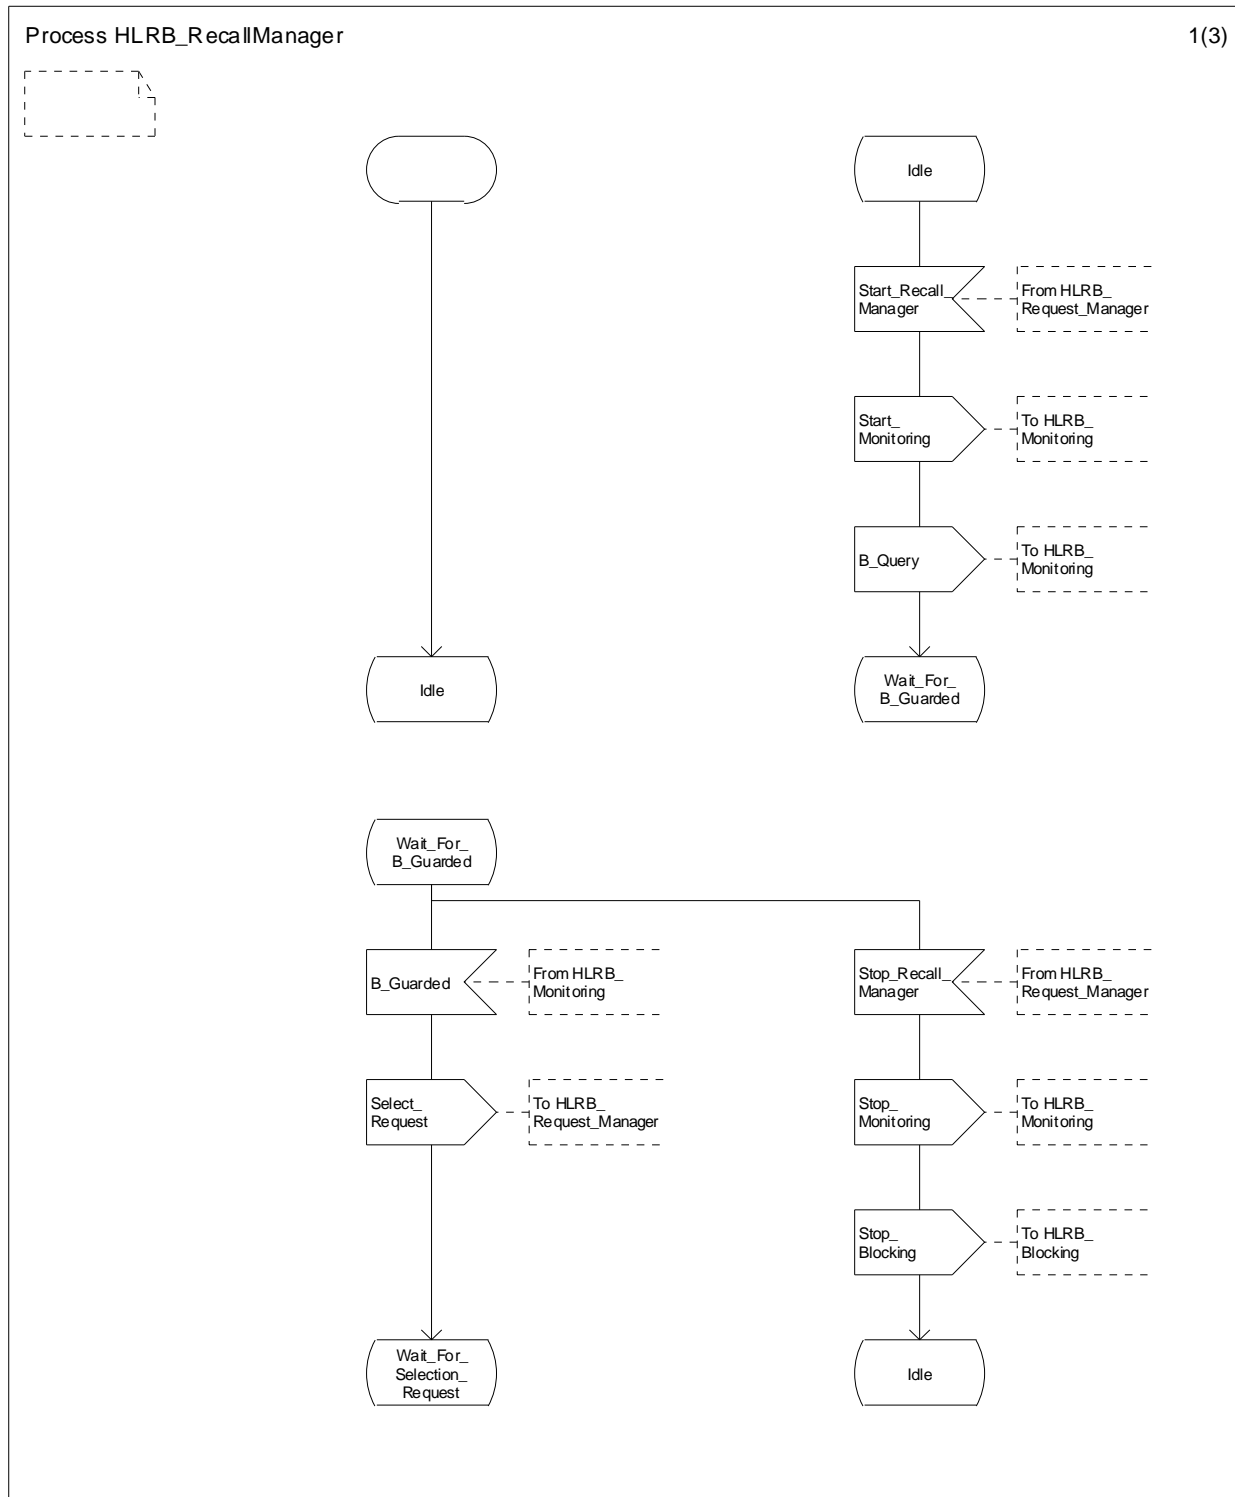 Process HLRB_RecallManager
1(3)
Idle
Start_Recall_
Manager
From HLRB_
Request_Manager
Start_
Monitoring
To HLRB_
Monitoring
B_Query
To HLRB_
Monitoring
Idle
Wait_For_
B_Guarded
Wait_For_
B_Guarded
B_Guarded
From HLRB_
Monitoring
Stop_Recall_
Manager
From HLRB_
Request_Manager
Select_
Request
To HLRB_
Request_Manager
Stop_
Monitoring
To HLRB_
Monitoring
Stop_
Blocking
To HLRB_
Blocking
Wait_For_
Selection_
Request
Idle